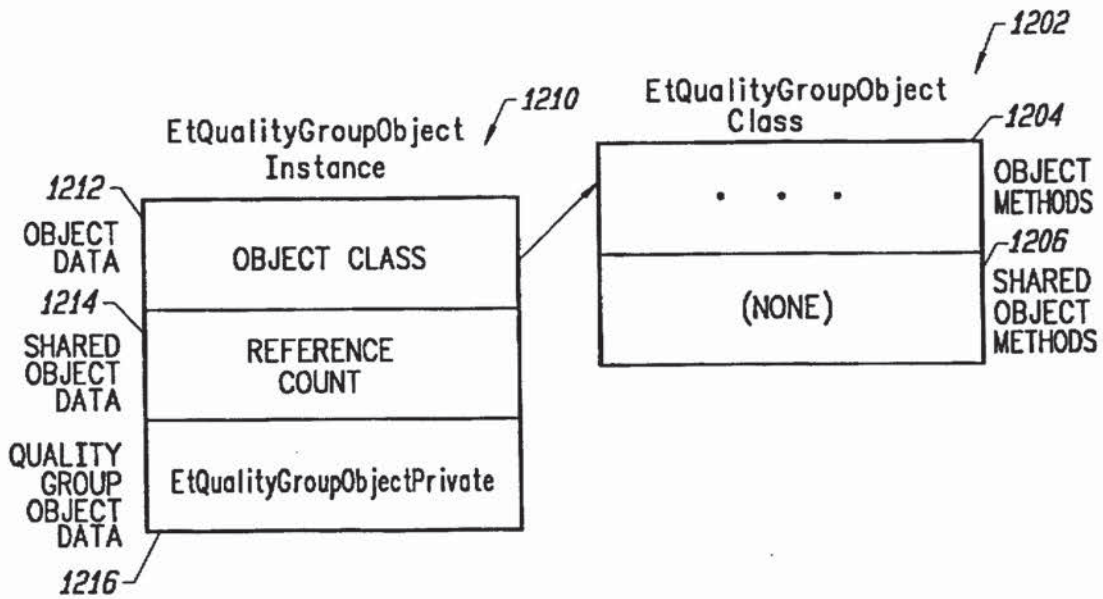 1202
EtQualityGroupObject
Class
1204
• • •
OBJECT
METHODS
1206
(NONE)
SHARED
OBJECT
METHODS
1210
EtQualityGroupObject
Instance
1212
OBJECT
DATA
OBJECT CLASS
1214
SHARED
OBJECT
DATA
REFERENCE
COUNT
QUALITY
GROUP
OBJECT
DATA
EtQualityGroupObjectPrivate
1216